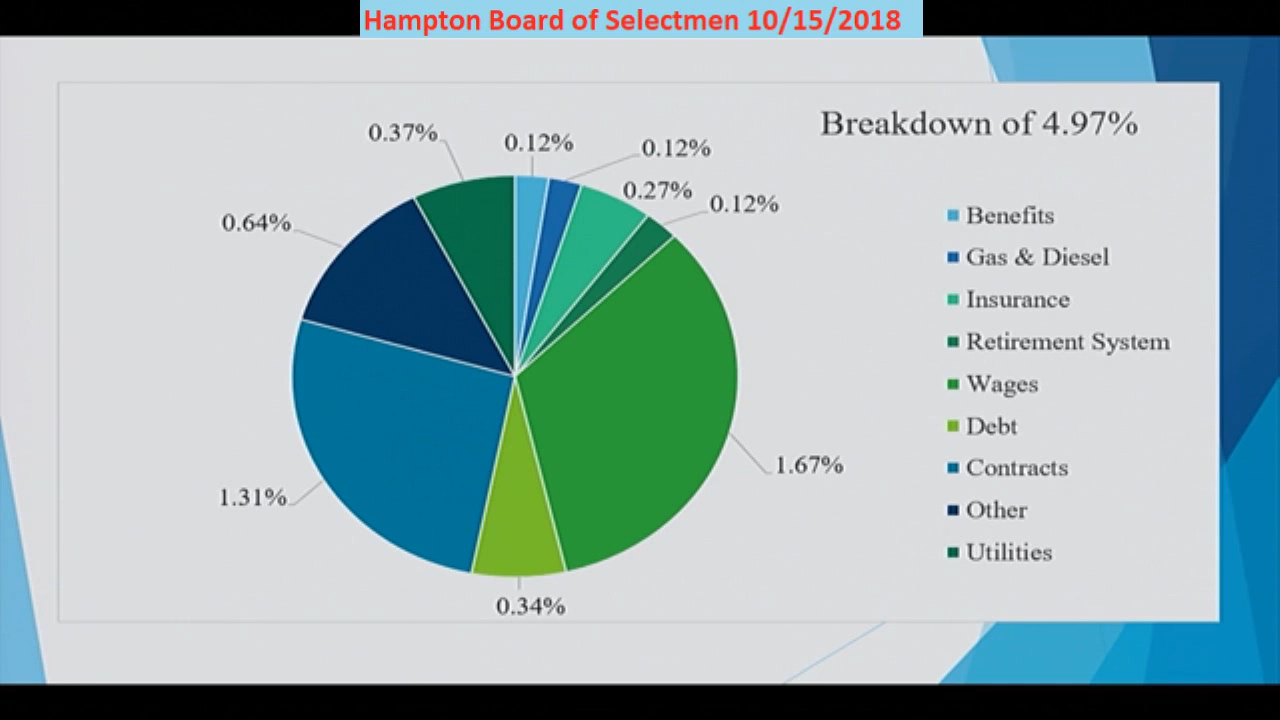 Hampton Board of Selectmen 10/15/2018
Breakdown of 4.97%
0.37%
0.12%
0.12%
0.27%
0.12%
0.64%
1.67%
1.31%
0.34%
Benefits
Gas & Diesel
Insurance
Retirement System
Wages
Debt
Contracts
Other
Utilities